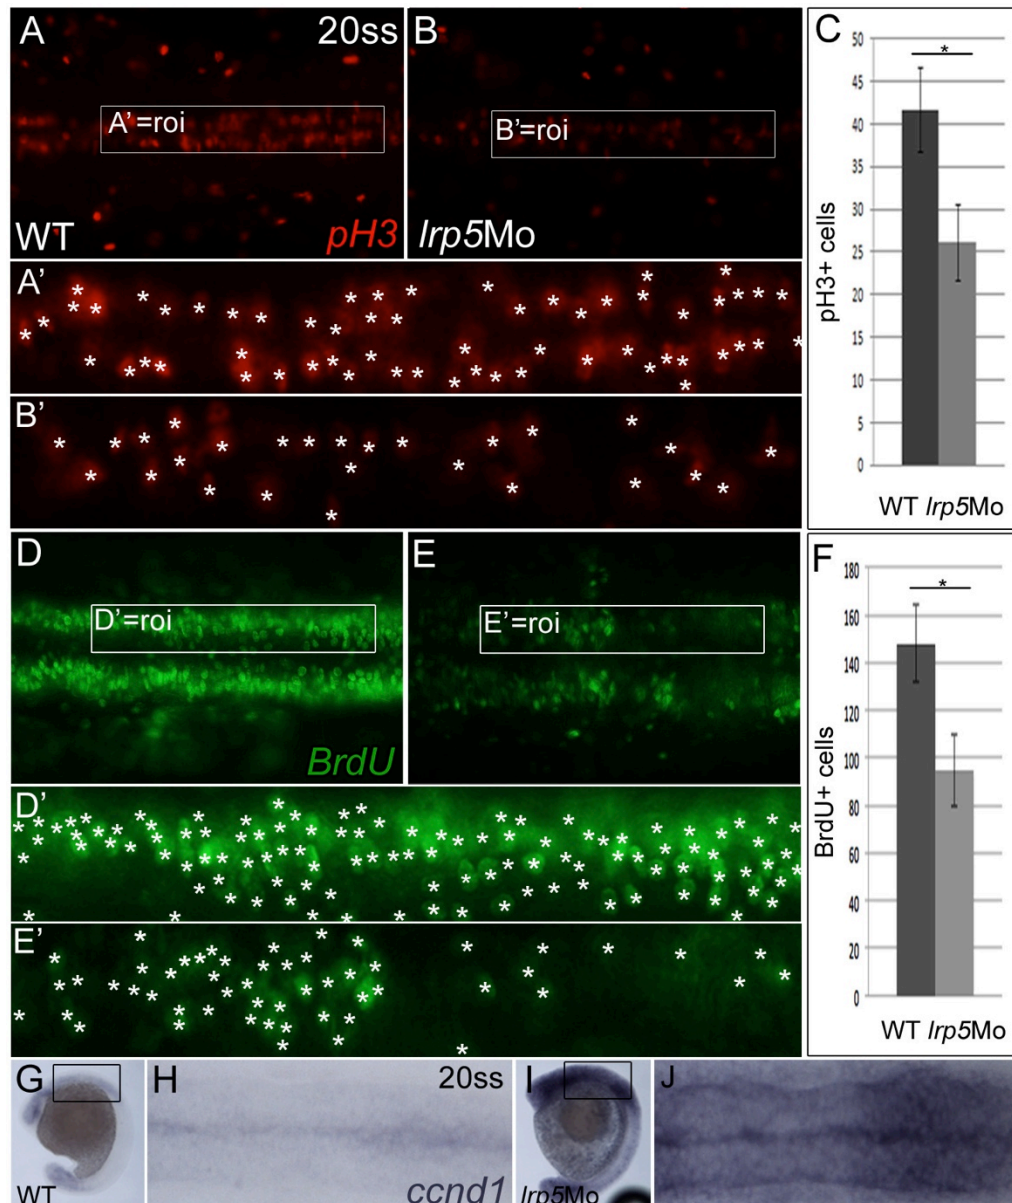 A
20ss
B
C
A'=roi
B'=roi
WT
pH3
lrp5Mo
50
45
40
35
30
25
20
15
10
5
0
pH3+ cells
*
WT lrp5Mo
A'
B'
D
E
F
D'=roi
E'=roi
BrdU
180
160
140
120
100
80
60
40
20
0
BrdU+ cells
*
WT lrp5Mo
D'
E'
G
H
20ss
I
J
WT
ccnd1
lrp5Mo